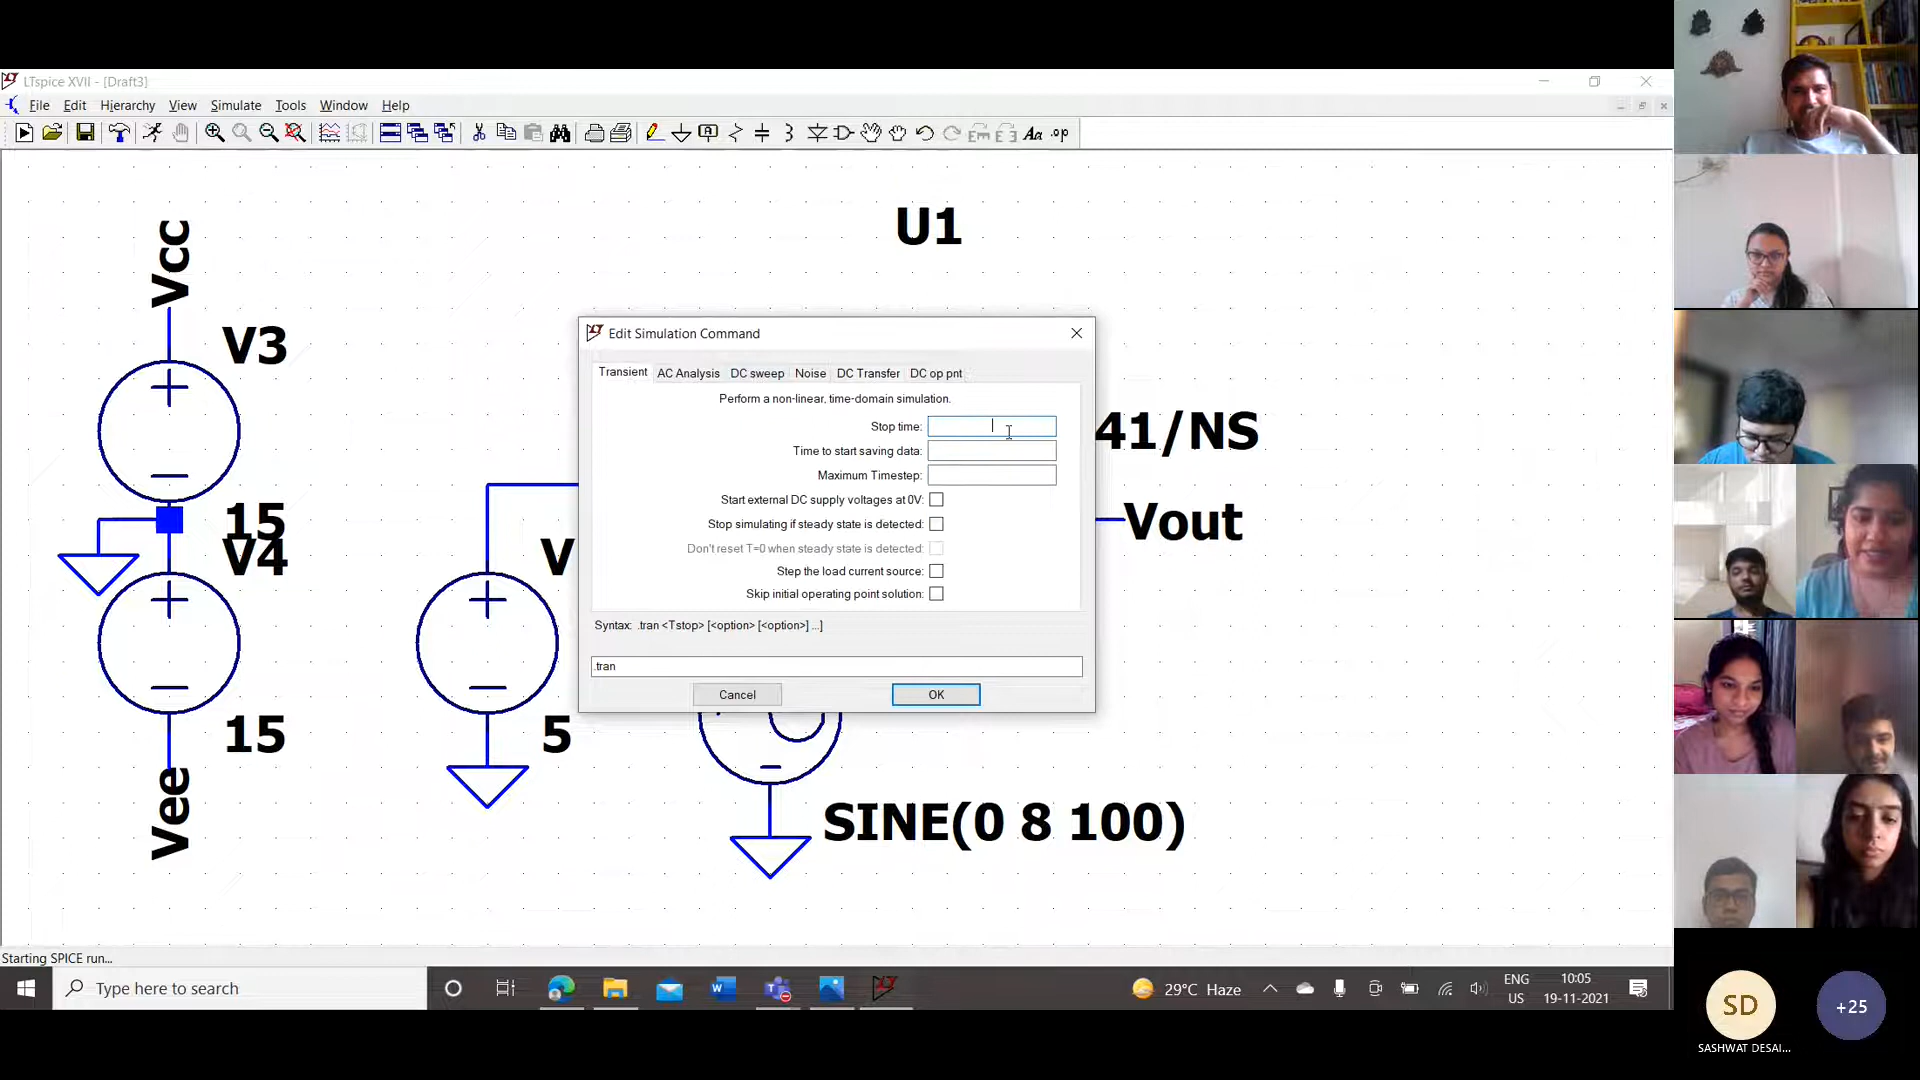 LTspice XVII - [Draft3]
File Edit Hierarchy View Simulate Tools Window Help
Vcc
U1
V3
15
V4
15
Vee
V
5
41/NS
Vout
SINE(0 8 100)
Edit Simulation Command
Transient AC Analysis DC sweep Noise DC Transfer DC op pnt
Perform a non-linear, time-domain simulation.
Stop time:
Time to start saving data:
Maximum Timestep:
Start external DC supply voltages at 0V:
Stop simulating if steady state is detected:
Don't reset T=0 when steady state is detected:
Step the load current source:
Skip initial operating point solution:
Syntax: .tran <Tstop> [<option> [<option>] ...]
.tran
Cancel OK
Starting SPICE run...
Type here to search
29°C Haze
ENG
US
10:05
19-11-2021
SD
SASHWAT DESAI...
+25